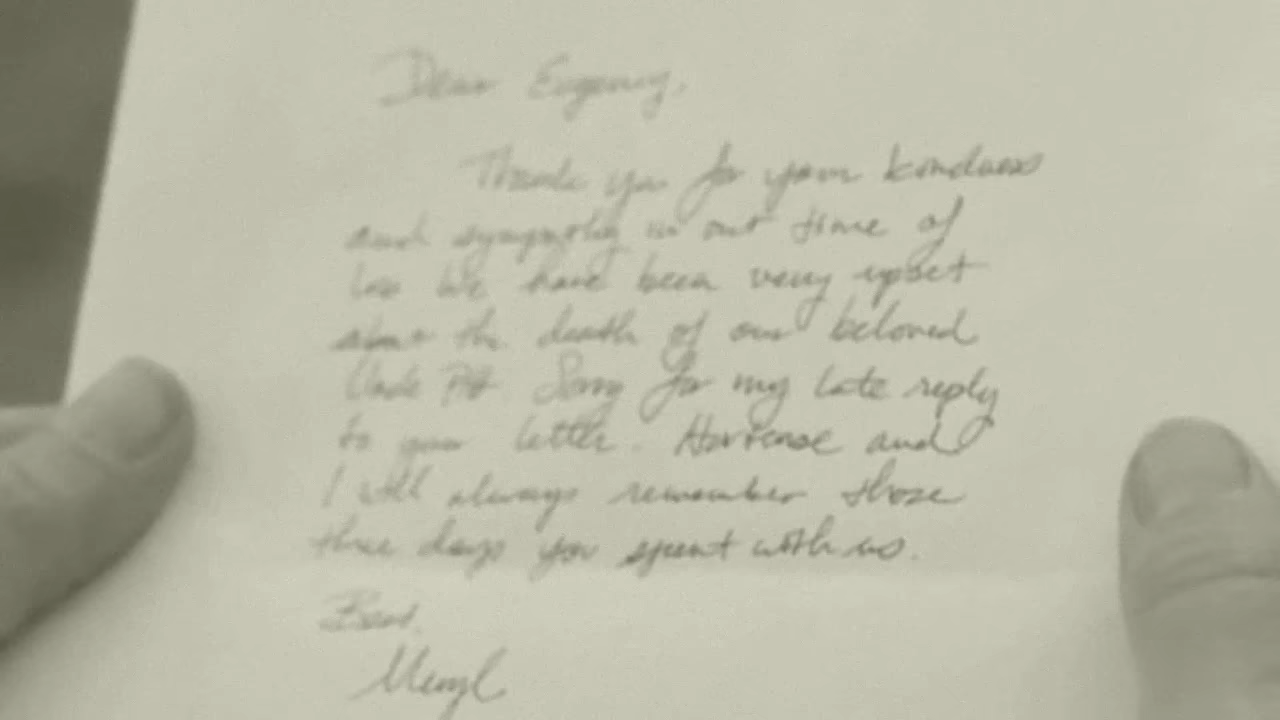 Dear Eugeny,
Thank you for your kindness
and sympathy in our time of
loss We have been very upset
about the death of our beloved
Uncle Sorry for my late reply
to your letter. Hortense and
I will always remember those
three days you spent with us.
Best,
Meryl